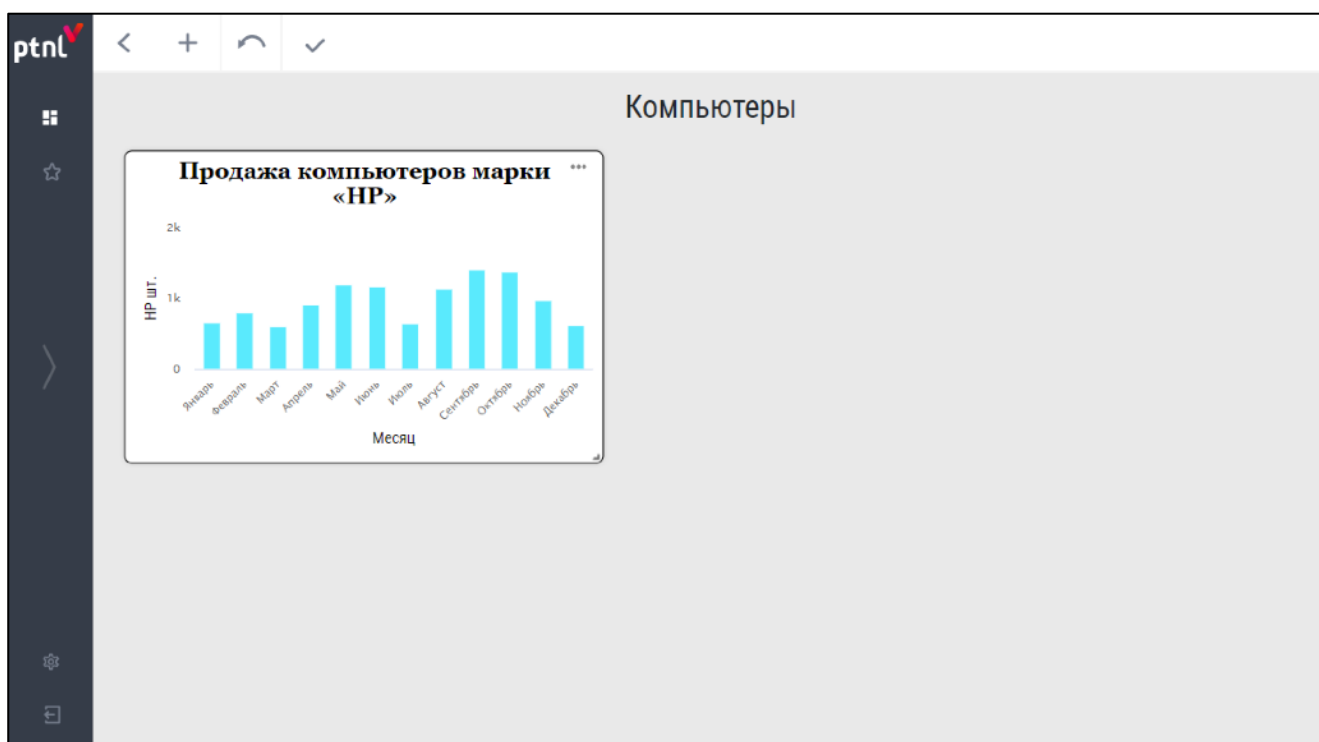 ptnl
Компьютеры
Продажа компьютеров марки
«HP»
2k
1k
0
HP шт.
Январь
Февраль
Март
Апрель
Май
Июнь
Июль
Август
Сентябрь
Октябрь
Ноябрь
Декабрь
Месяц